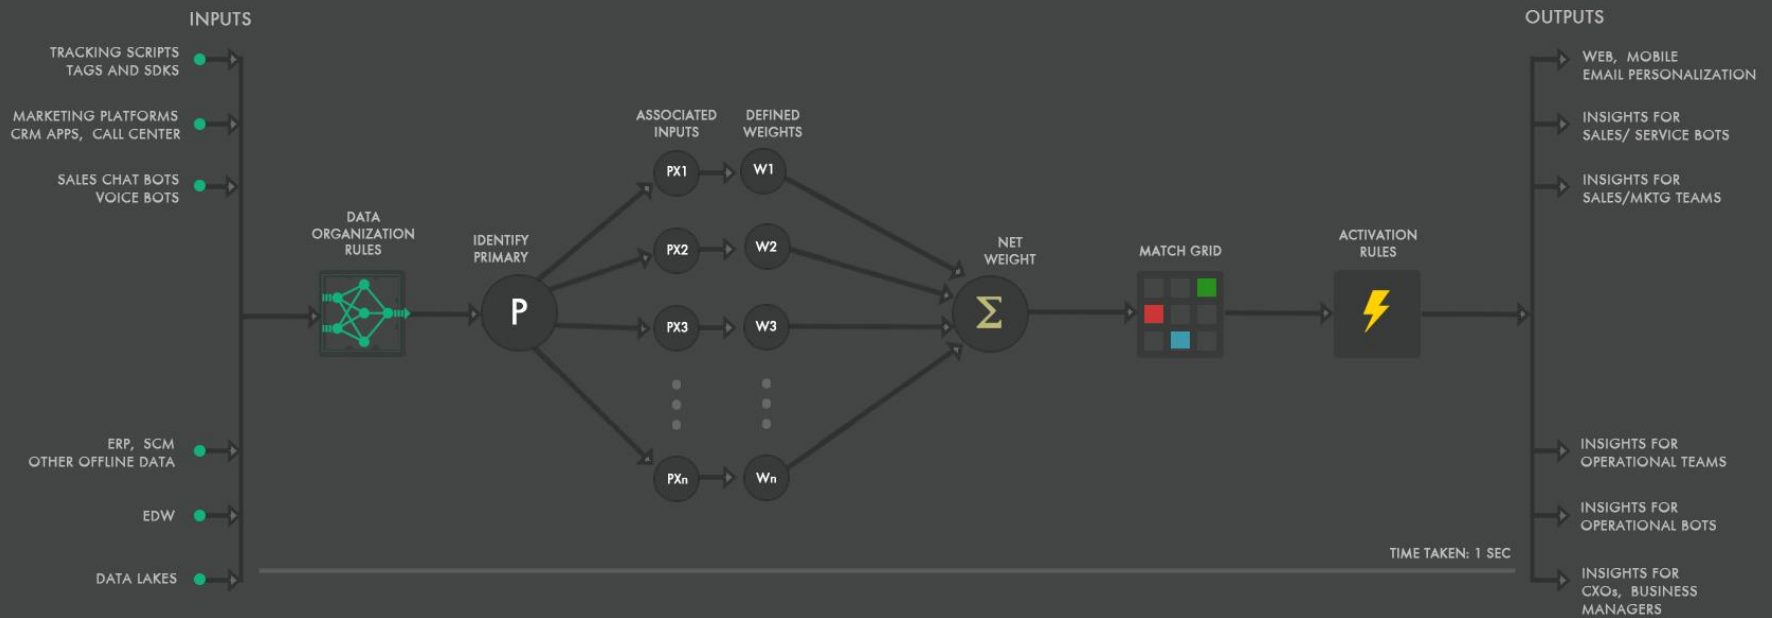 INPUTS
TRACKING SCRIPTS
TAGS AND SDKS
MARKETING PLATFORMS
CRM APPS, CALL CENTER
SALES CHAT BOTS
VOICE BOTS
ERP, SCM
OTHER OFFLINE DATA
EDW
DATA LAKES
DATA
ORGANIZATION
RULES
IDENTIFY
PRIMARY
P
ASSOCIATED
INPUTS
DEFINED
WEIGHTS
PX1
W1
PX2
W2
PX3
W3
PXn
Wn
NET
WEIGHT
Σ
MATCH GRID
ACTIVATION
RULES
TIME TAKEN: 1 SEC
OUTPUTS
WEB, MOBILE
EMAIL PERSONALIZATION
INSIGHTS FOR
SALES/ SERVICE BOTS
INSIGHTS FOR
SALES/MKTG TEAMS
INSIGHTS FOR
OPERATIONAL TEAMS
INSIGHTS FOR
OPERATIONAL BOTS
INSIGHTS FOR
CXOs, BUSINESS
MANAGERS